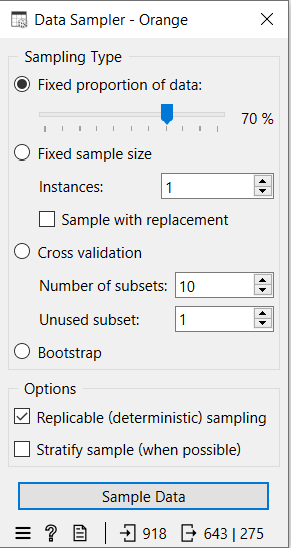 Data Sampler - Orange
Sampling Type
Fixed proportion of data:
70 %
Fixed sample size
Instances: 1
Sample with replacement
Cross validation
Number of subsets: 10
Unused subset: 1
Bootstrap
Options
Replicable (deterministic) sampling
Stratify sample (when possible)
Sample Data
? 918 643 | 275